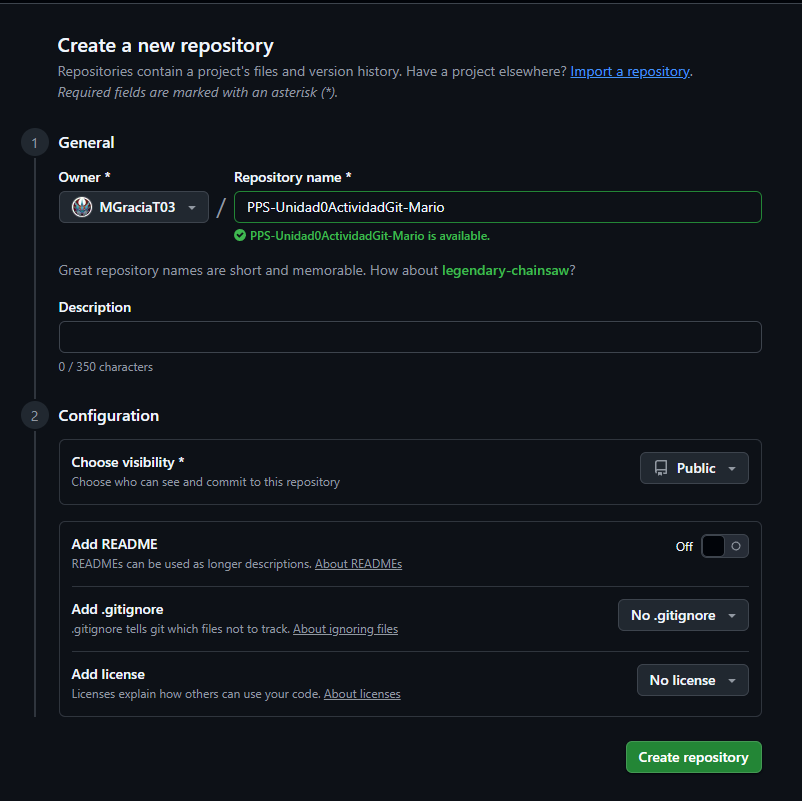 Create a new repository
Repositories contain a project's files and version history. Have a project elsewhere? Import a repository.
Required fields are marked with an asterisk (*).
1 General
Owner * Repository name *
MGraciaT03 / PPS-Unidad0ActividadGit-Mario
PPS-Unidad0ActividadGit-Mario is available.
Great repository names are short and memorable. How about legendary-chainsaw?
Description
0 / 350 characters
2 Configuration
Choose visibility *
Choose who can see and commit to this repository
Public
Add README
READMEs can be used as longer descriptions. About READMEs
Off
Add .gitignore
.gitignore tells git which files not to track. About ignoring files
No .gitignore
Add license
Licenses explain how others can use your code. About licenses
No license
Create repository